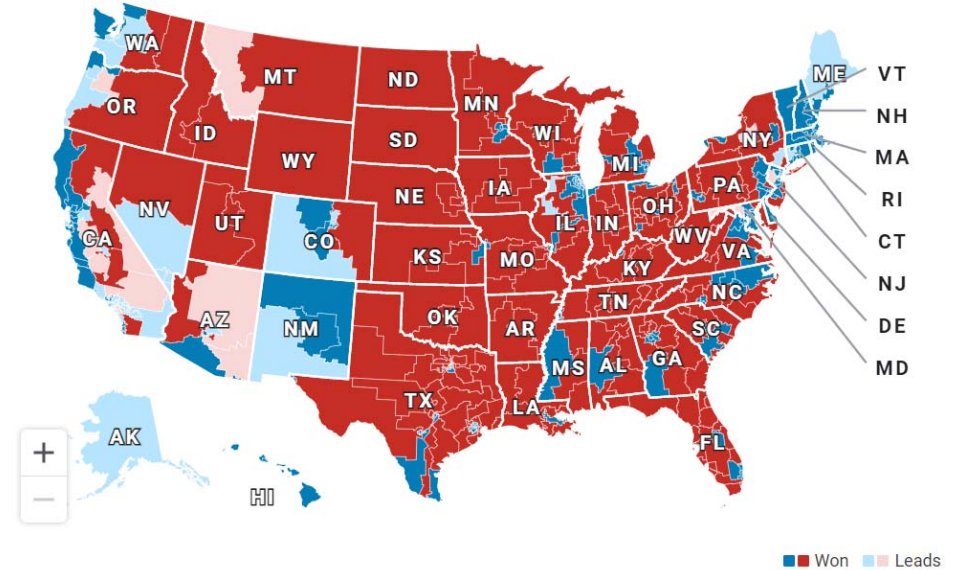 WA
MT
ND
MN
ME
VT
OR
ID
SD
WI
NY
NH
WY
MI
MA
NE
IA
PA
RI
NV
UT
CO
IL
IN
OH
WV
VA
CT
CA
KS
MO
KY
NJ
AZ
NM
OK
AR
TN
NC
DE
MS
AL
GA
SC
MD
TX
LA
FL
AK
HI
+
−
Won
Leads